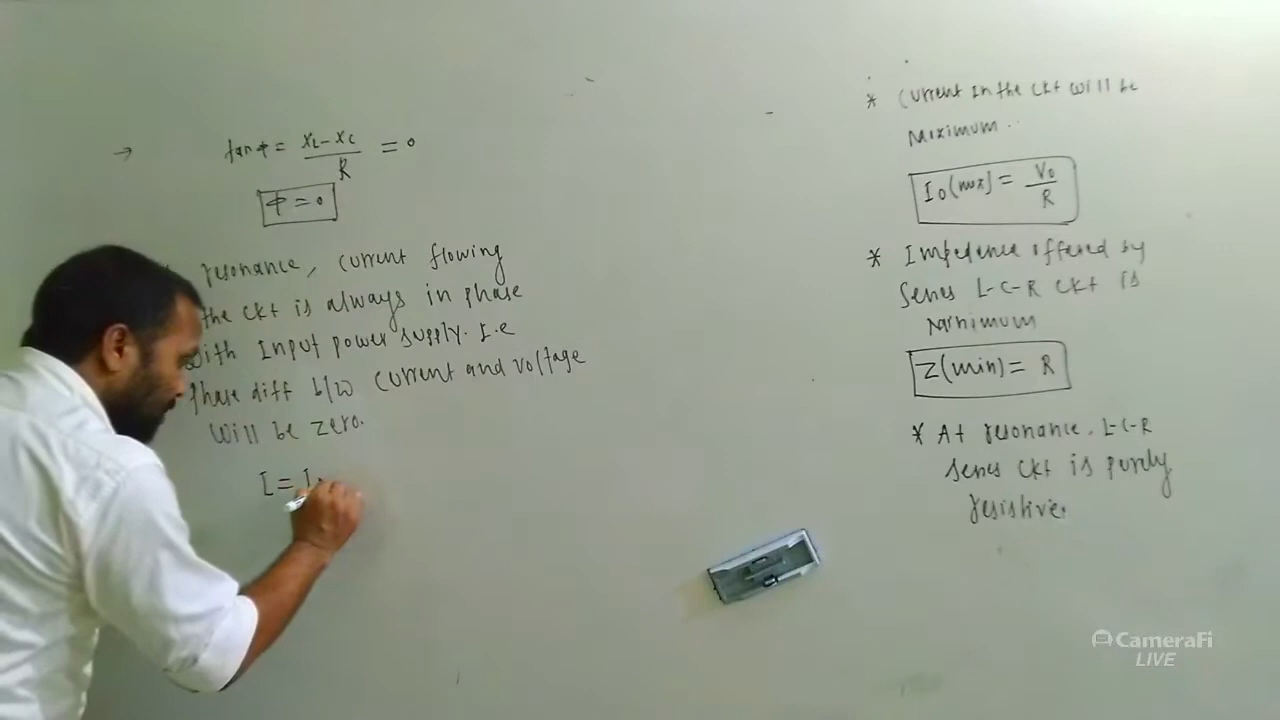 → tan φ = (XL - XC) / R = 0
φ = 0
resonance, current flowing
the ckt is always in phase
with Input power supply. I.e
phase diff b/w current and voltage
will be zero.
I = I
* Current In the ckt will be
Maximum.
I0(max) = V0 / R
* Impedence offered by
Series L-C-R ckt is
Minimum
Z(min) = R
* At resonance, L-C-R
series ckt is purely
resistive.
CameraFi
LIVE